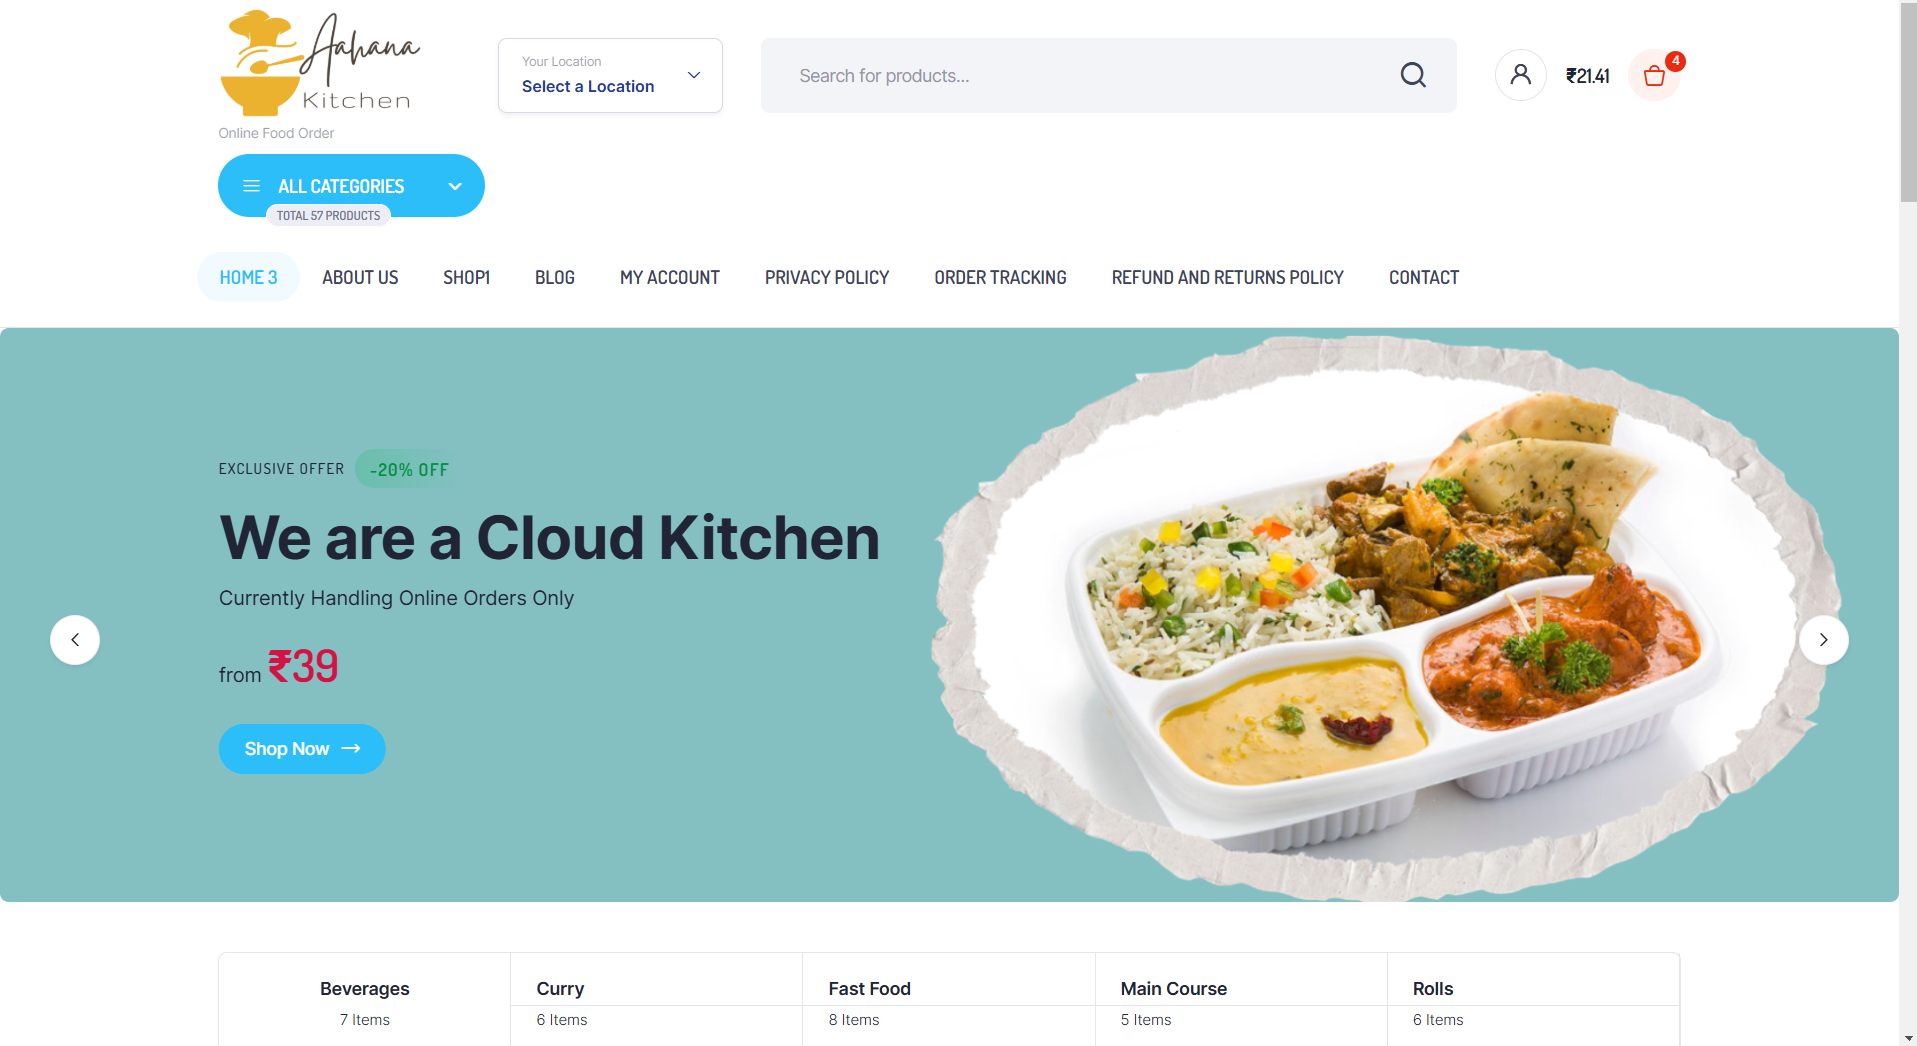 Aahana
Kitchen
Online Food Order
Your Location
Select a Location
Search for products...
₹21.41
4
ALL CATEGORIES
TOTAL 57 PRODUCTS
HOME 3
ABOUT US
SHOP1
BLOG
MY ACCOUNT
PRIVACY POLICY
ORDER TRACKING
REFUND AND RETURNS POLICY
CONTACT
EXCLUSIVE OFFER
-20% OFF
We are a Cloud Kitchen
Currently Handling Online Orders Only
from ₹39
Shop Now
Beverages
7 Items
Curry
6 Items
Fast Food
8 Items
Main Course
5 Items
Rolls
6 Items